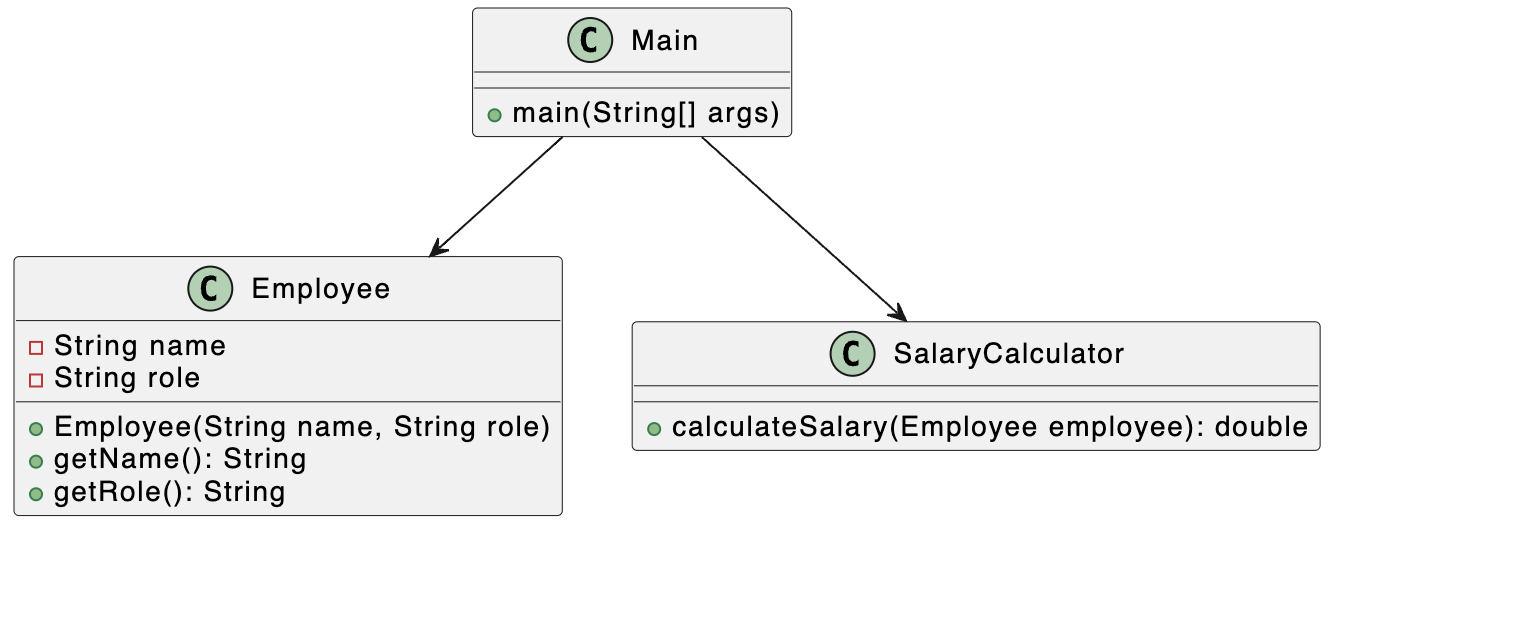 C Main
main(String[] args)
C Employee
String name
String role
Employee(String name, String role)
getName(): String
getRole(): String
C SalaryCalculator
calculateSalary(Employee employee): double